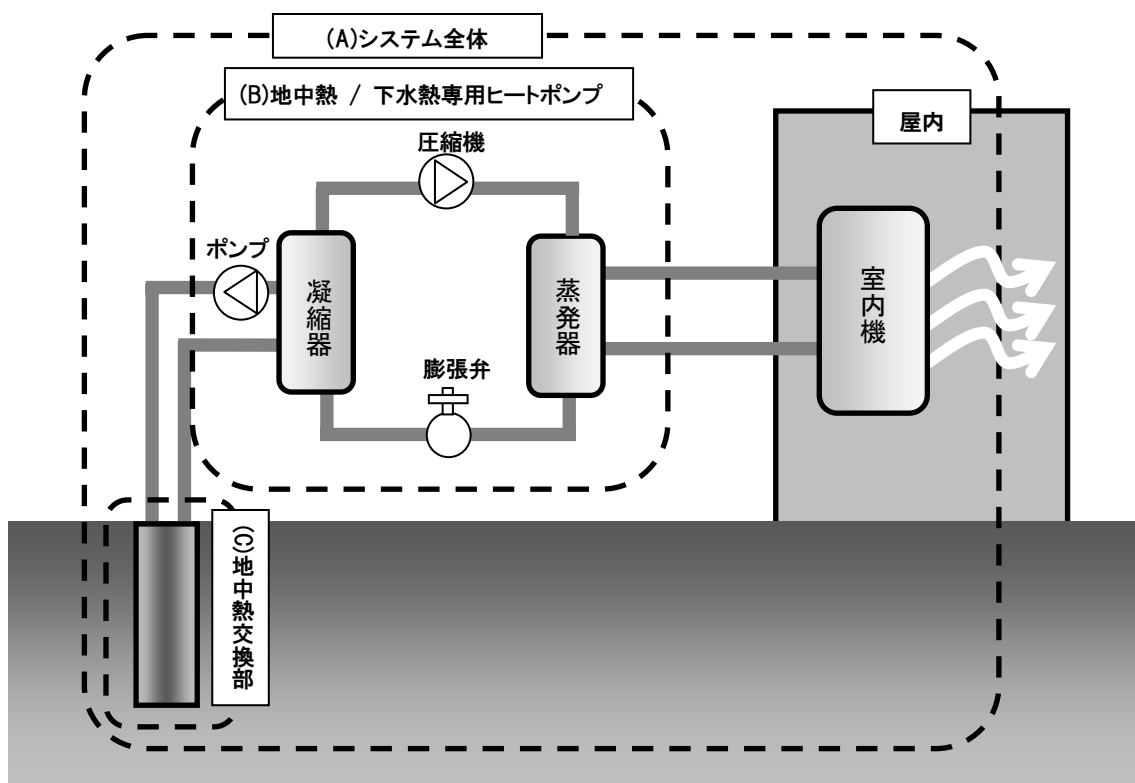 (A)システム全体
(B)地中熱 / 下水熱専用ヒートポンプ
屋内
圧縮機
ポンプ
凝縮器
蒸発器
室内機
膨張弁
(C)地中熱交換部